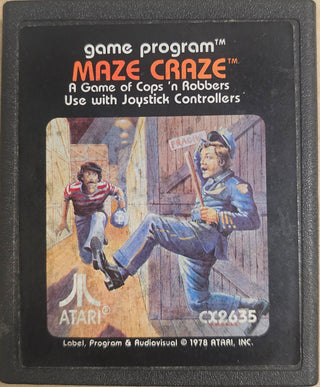 game program™
MAZE CRAZE™
A Game of Cops 'n Robbers
Use with Joystick Controllers
ATARI®
CX2635
Label, Program & Audiovisual © 1978 ATARI, INC.